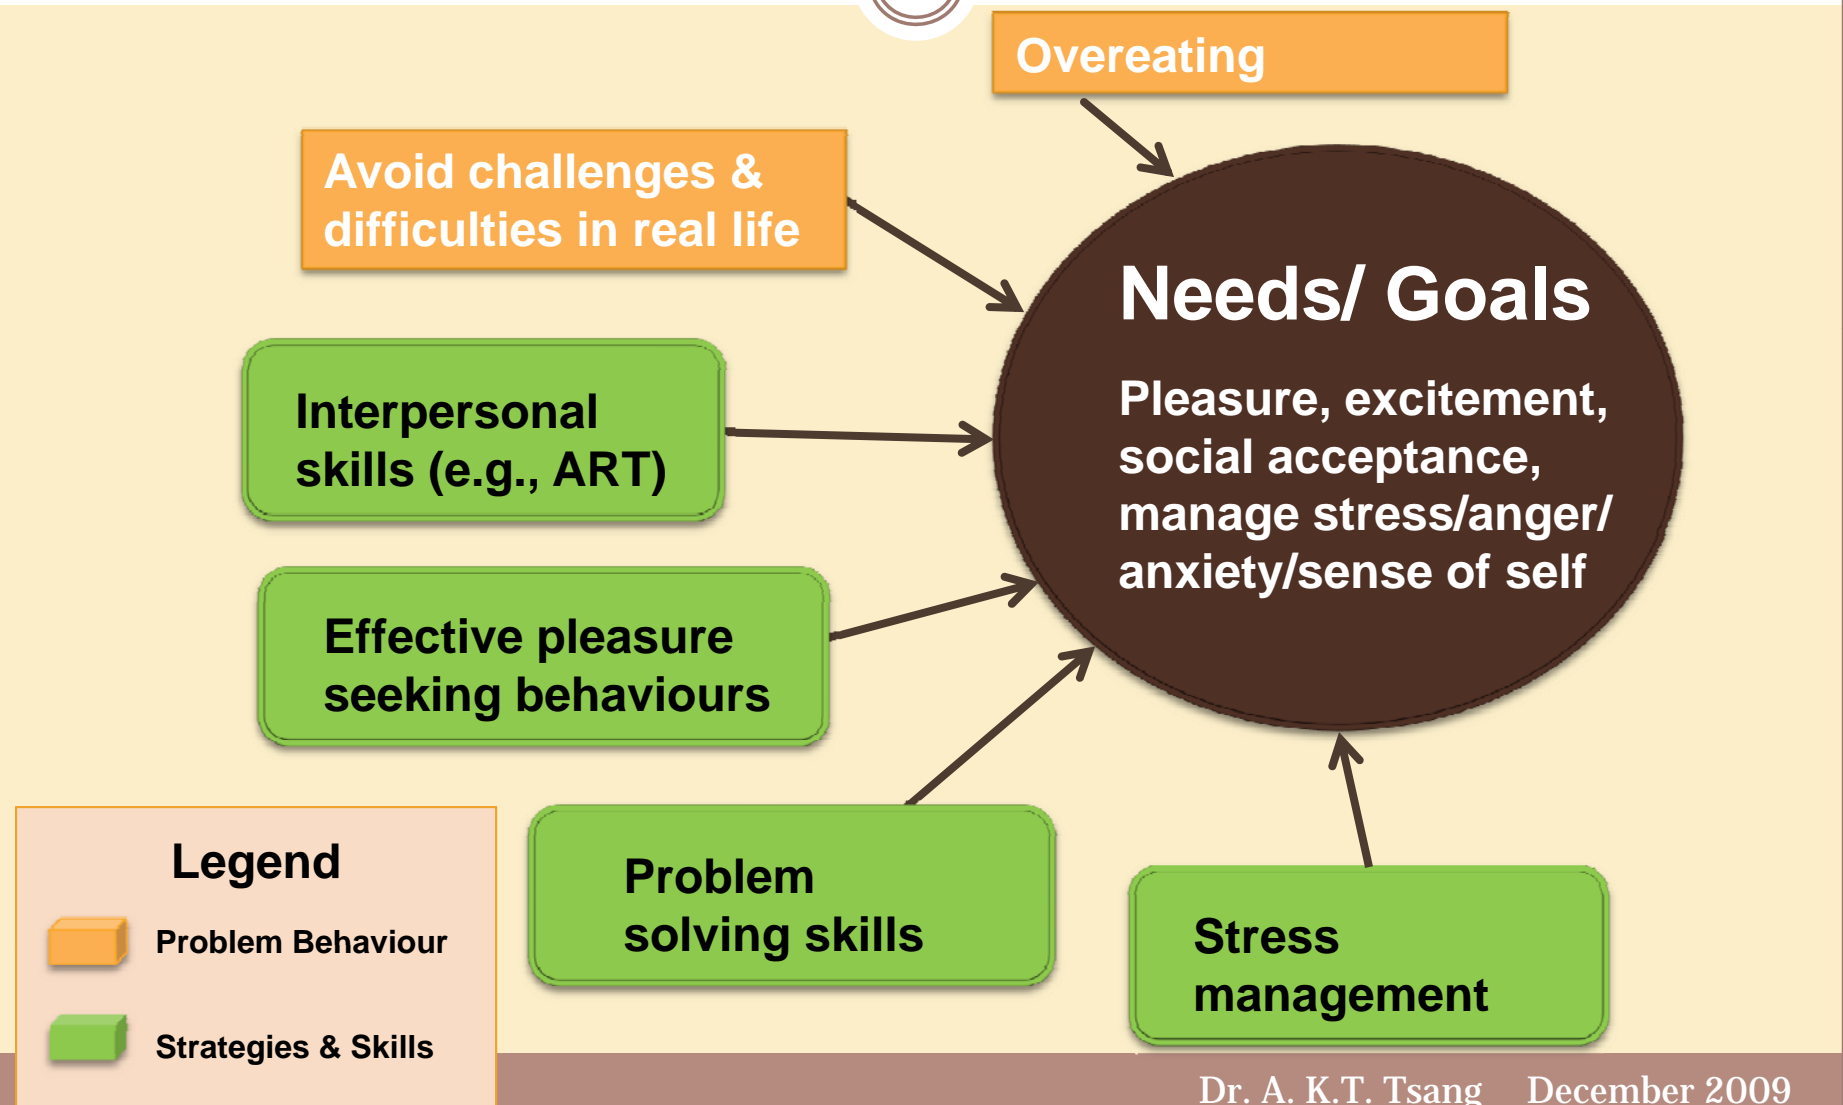 Overeating
Avoid challenges &
difficulties in real life
Needs/ Goals
Pleasure, excitement,
social acceptance,
manage stress/anger/
anxiety/sense of self
Interpersonal
skills (e.g., ART)
Effective pleasure
seeking behaviours
Problem
solving skills
Stress
management
Legend
Problem Behaviour
Strategies & Skills
Dr. A. K.T. Tsang December 2009